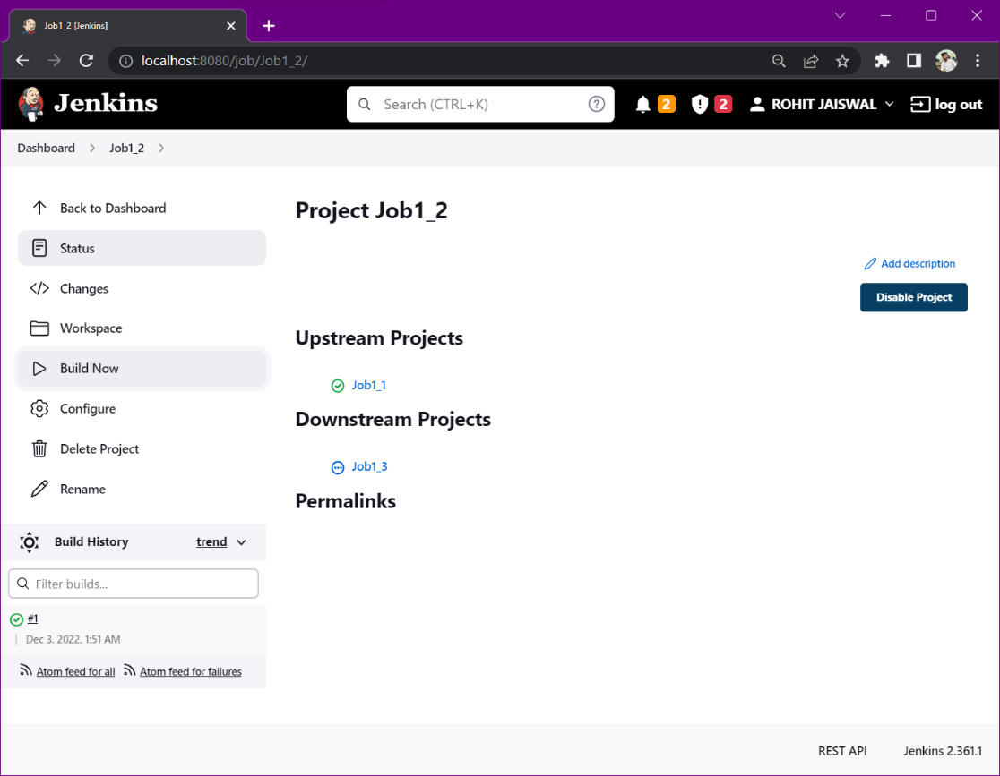 Job1_2 [Jenkins]
localhost:8080/job/Job1_2/
Jenkins
Search (CTRL+K)
2
2
ROHIT JAISWAL
log out
Dashboard
Job1_2
Back to Dashboard
Status
Changes
Workspace
Build Now
Configure
Delete Project
Rename
Build History
trend
Filter builds...
#1
Dec 3, 2022, 1:51 AM
Atom feed for all
Atom feed for failures
Project Job1_2
Add description
Disable Project
Upstream Projects
Job1_1
Downstream Projects
Job1_3
Permalinks
REST API
Jenkins 2.361.1